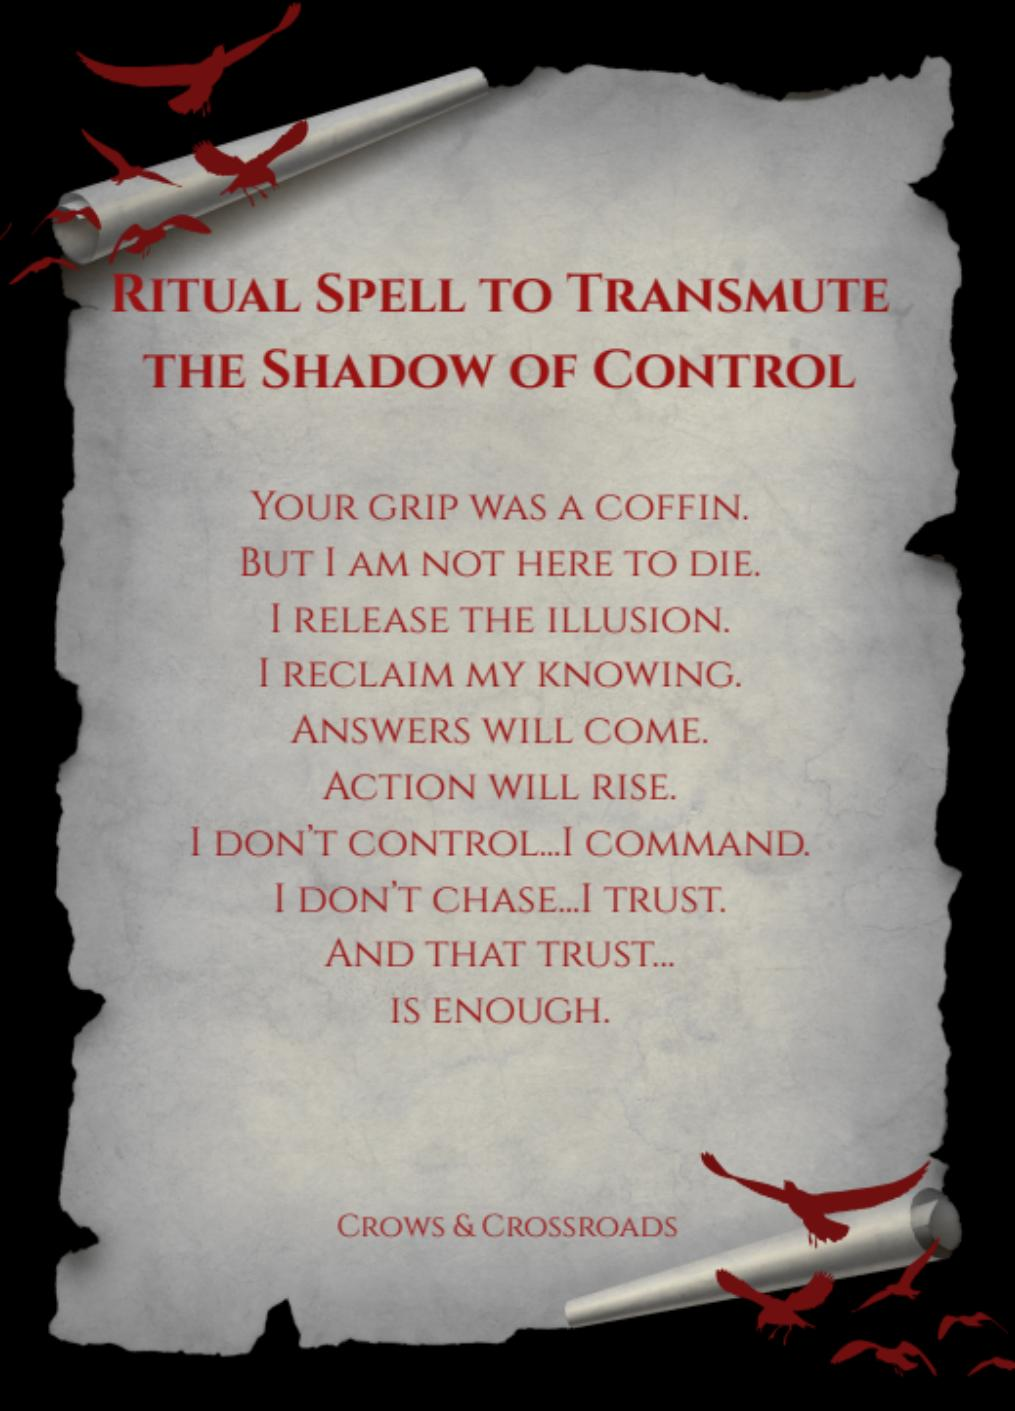 Ritual Spell to Transmute
the Shadow of Control
Your grip was a coffin.
But I am not here to die.
I release the illusion.
I reclaim my knowing.
Answers will come.
Action will rise.
I don’t control...I command.
I don’t chase...I trust.
And that trust...
is enough.
Crows & Crossroads